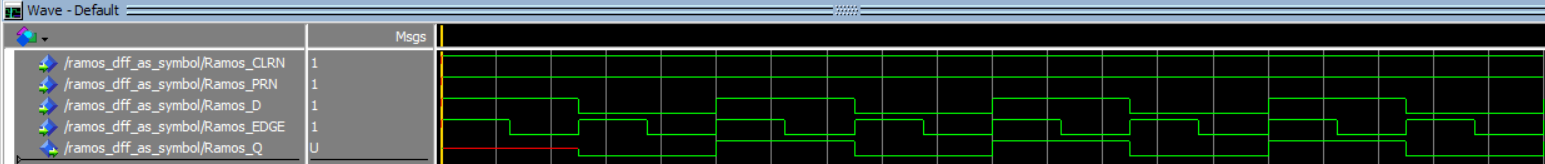 Wave - Default
Msgs
/ramos_dff_as_symbol/Ramos_CLRN 1
/ramos_dff_as_symbol/Ramos_PRN 1
/ramos_dff_as_symbol/Ramos_D 1
/ramos_dff_as_symbol/Ramos_EDGE 1
/ramos_dff_as_symbol/Ramos_Q U